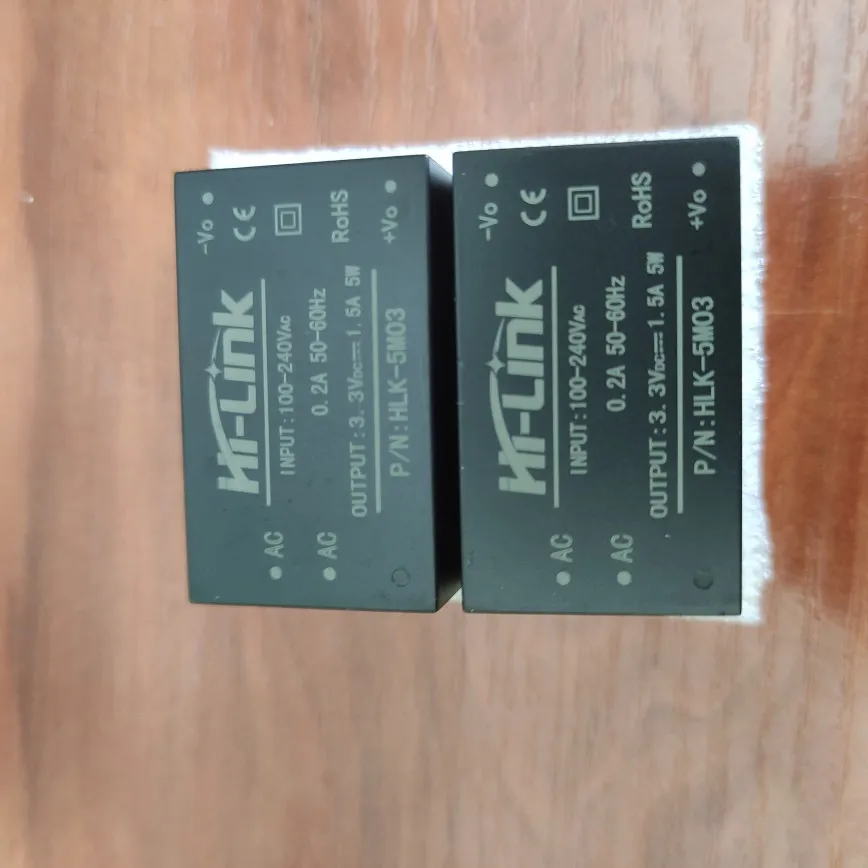 Hi-Link
INPUT:100-240VAC
0.2A 50-60Hz
OUTPUT:3.3VDC⎓1.5A 5W
P/N:HLK-5M03
AC
AC
-Vo
CE
RoHS
+Vo
Hi-Link
INPUT:100-240VAC
0.2A 50-60Hz
OUTPUT:3.3VDC⎓1.5A 5W
P/N:HLK-5M03
AC
AC
-Vo
CE
RoHS
+Vo